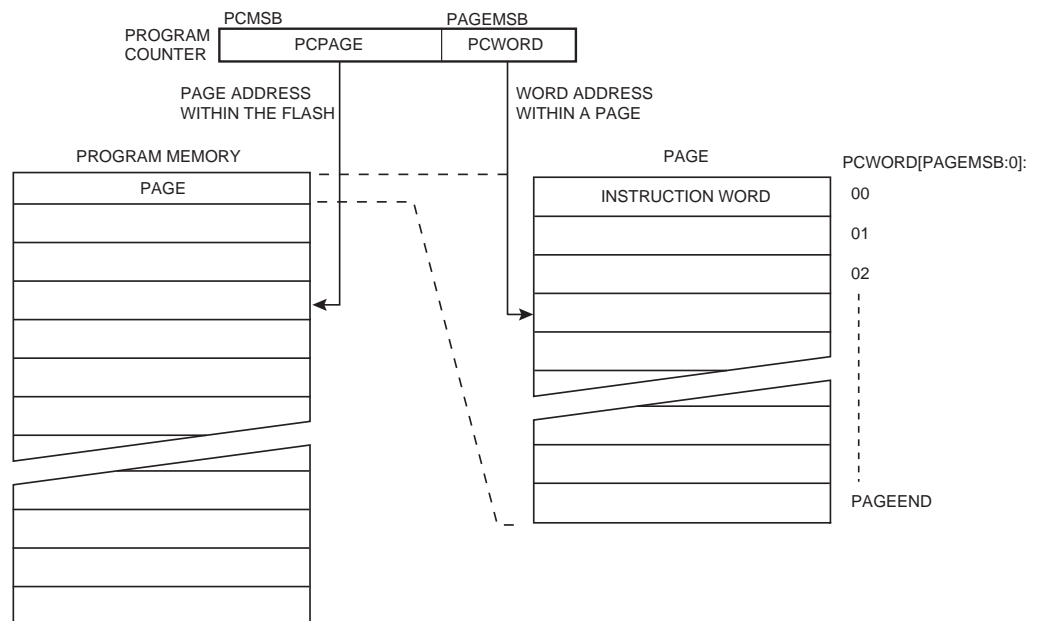 PCMSB
PAGEMSB
PROGRAM
COUNTER
PCPAGE
PCWORD
PAGE ADDRESS
WITHIN THE FLASH
WORD ADDRESS
WITHIN A PAGE
PROGRAM MEMORY
PAGE
PAGE
PCWORD[PAGEMSB:0]:
INSTRUCTION WORD
00
01
02
PAGEEND